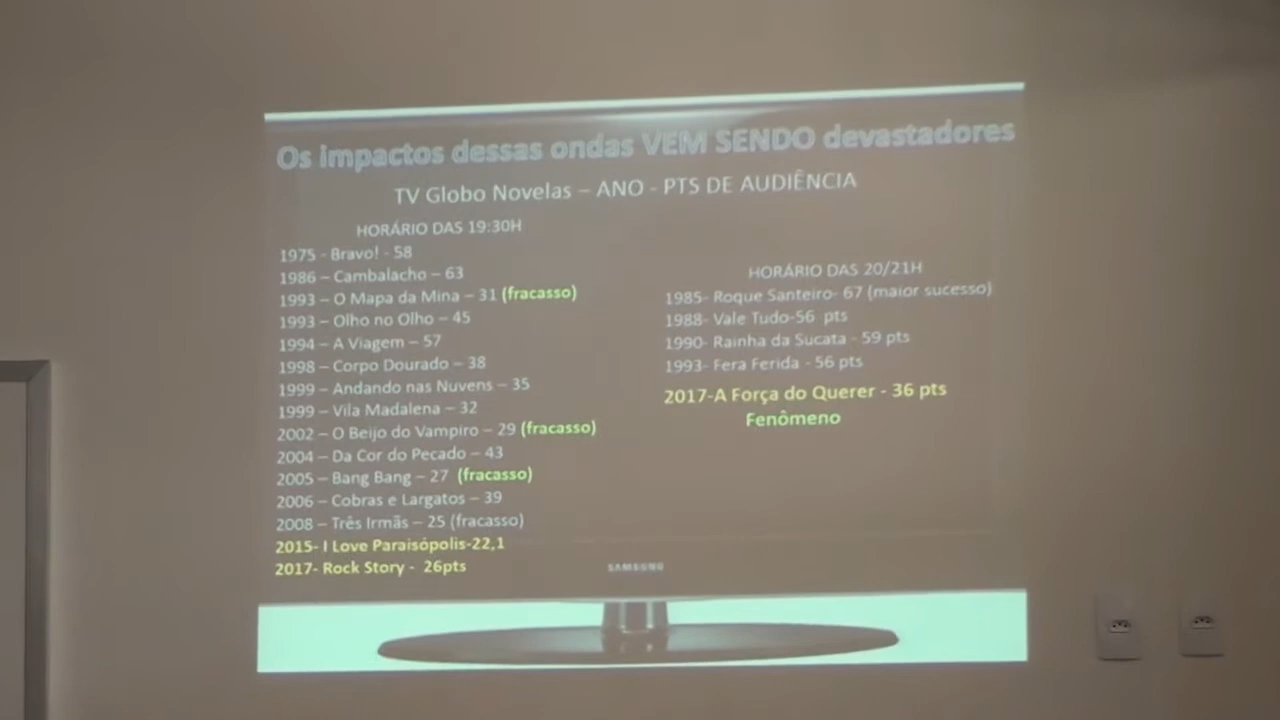 Os impactos dessas ondas VEM SENDO devastadores
TV Globo Novelas – ANO - PTS DE AUDIÊNCIA
HORÁRIO DAS 19:30H
1975 - Bravo! - 58
1986 – Cambalacho – 63
1993 – O Mapa da Mina – 31 (fracasso)
1993 – Olho no Olho – 45
1994 – A Viagem – 57
1998 – Corpo Dourado – 38
1999 – Andando nas Nuvens – 35
1999 – Vila Madalena – 32
2002 – O Beijo do Vampiro – 29 (fracasso)
2004 – Da Cor do Pecado – 43
2005 – Bang Bang – 27 (fracasso)
2006 – Cobras e Largatos – 39
2008 – Três Irmãs – 25 (fracasso)
2015- I Love Paraisópolis-22,1
2017- Rock Story - 26pts
HORÁRIO DAS 20/21H
1985- Roque Santeiro- 67 (maior sucesso)
1988- Vale Tudo-56 pts
1990- Rainha da Sucata - 59 pts
1993- Fera Ferida - 56 pts
2017-A Força do Querer - 36 pts
Fenômeno
SAMSUNG